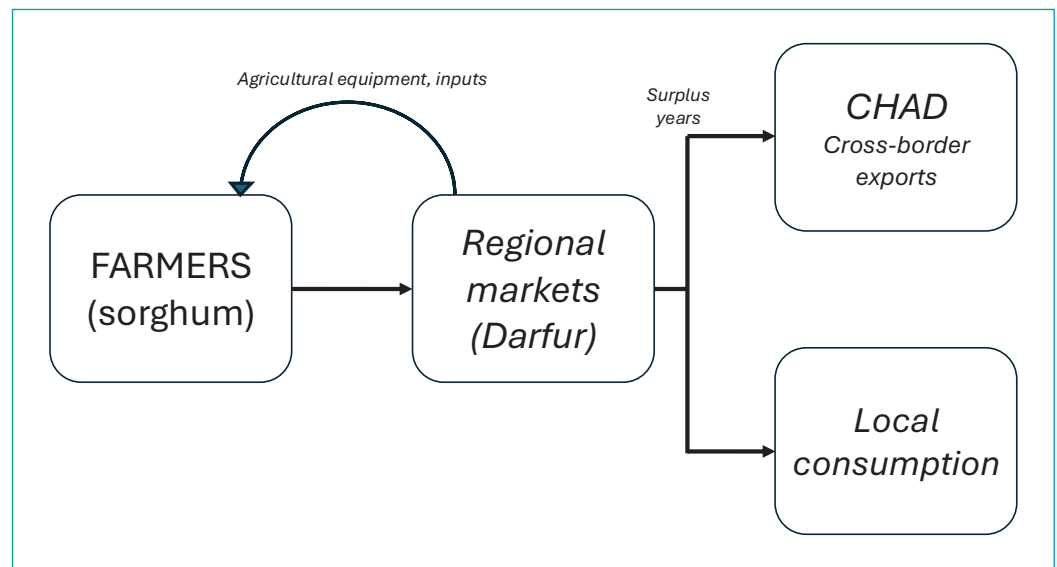 Agricultural equipment, inputs
FARMERS
(sorghum)
Regional
markets
(Darfur)
Surplus
years
CHAD
Cross-border
exports
Local
consumption